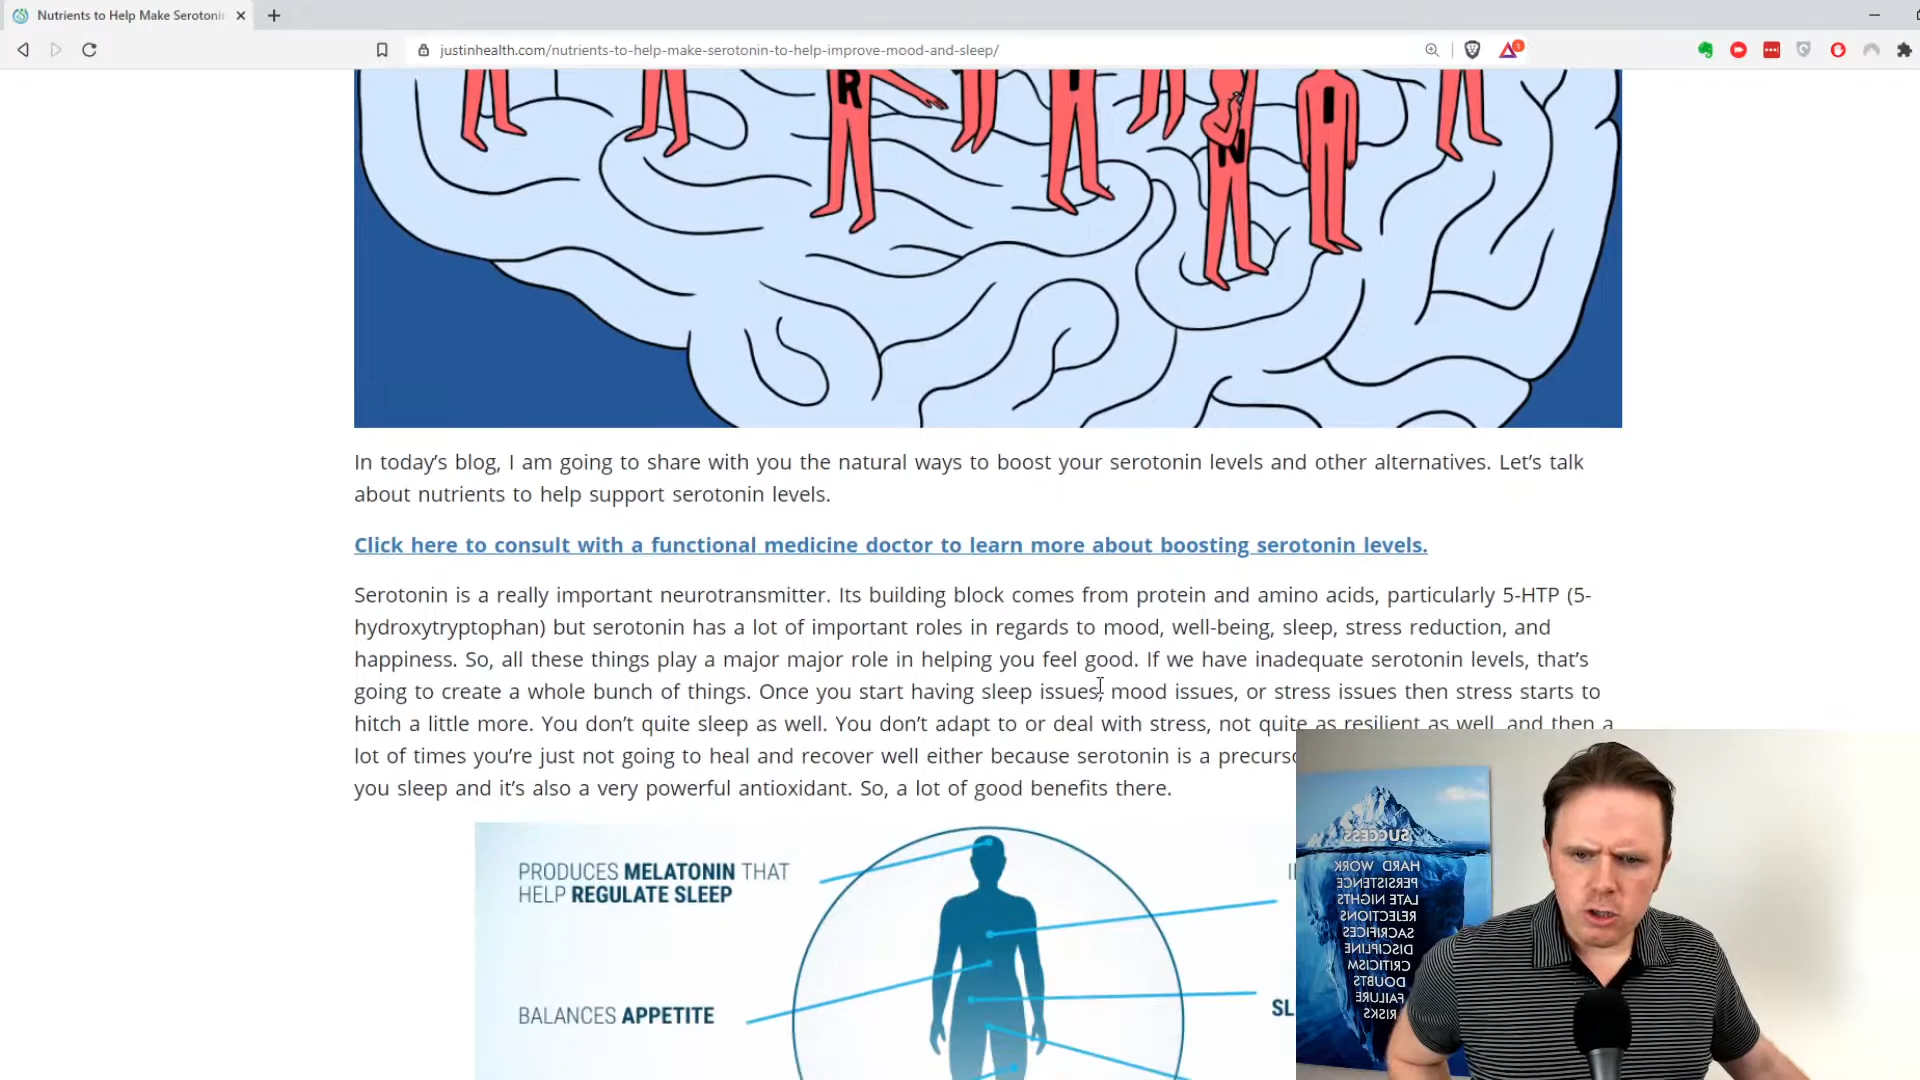 Nutrients to Help Make Serotoni
justinhealth.com/nutrients-to-help-make-serotonin-to-help-improve-mood-and-sleep/
R
I
N
I
In today's blog, I am going to share with you the natural ways to boost your serotonin levels and other alternatives. Let's talk
about nutrients to help support serotonin levels.
Click here to consult with a functional medicine doctor to learn more about boosting serotonin levels.
Serotonin is a really important neurotransmitter. Its building block comes from protein and amino acids, particularly 5-HTP (5-
hydroxytryptophan) but serotonin has a lot of important roles in regards to mood, well-being, sleep, stress reduction, and
happiness. So, all these things play a major major role in helping you feel good. If we have inadequate serotonin levels, that's
going to create a whole bunch of things. Once you start having sleep issues, mood issues, or stress issues then stress starts to
hitch a little more. You don't quite sleep as well. You don't adapt to or deal with stress, not quite as resilient as well, and then a
lot of times you're just not going to heal and recover well either because serotonin is a precurso
you sleep and it's also a very powerful antioxidant. So, a lot of good benefits there.
PRODUCES MELATONIN THAT
HELP REGULATE SLEEP
BALANCES APPETITE
SL
SUCCESS
HARD WORK
PERSISTENCE
LATE NIGHTS
REJECTIONS
SACRIFICES
DISCIPLINE
CRITICISM
DOUBTS
FAILURE
RISKS